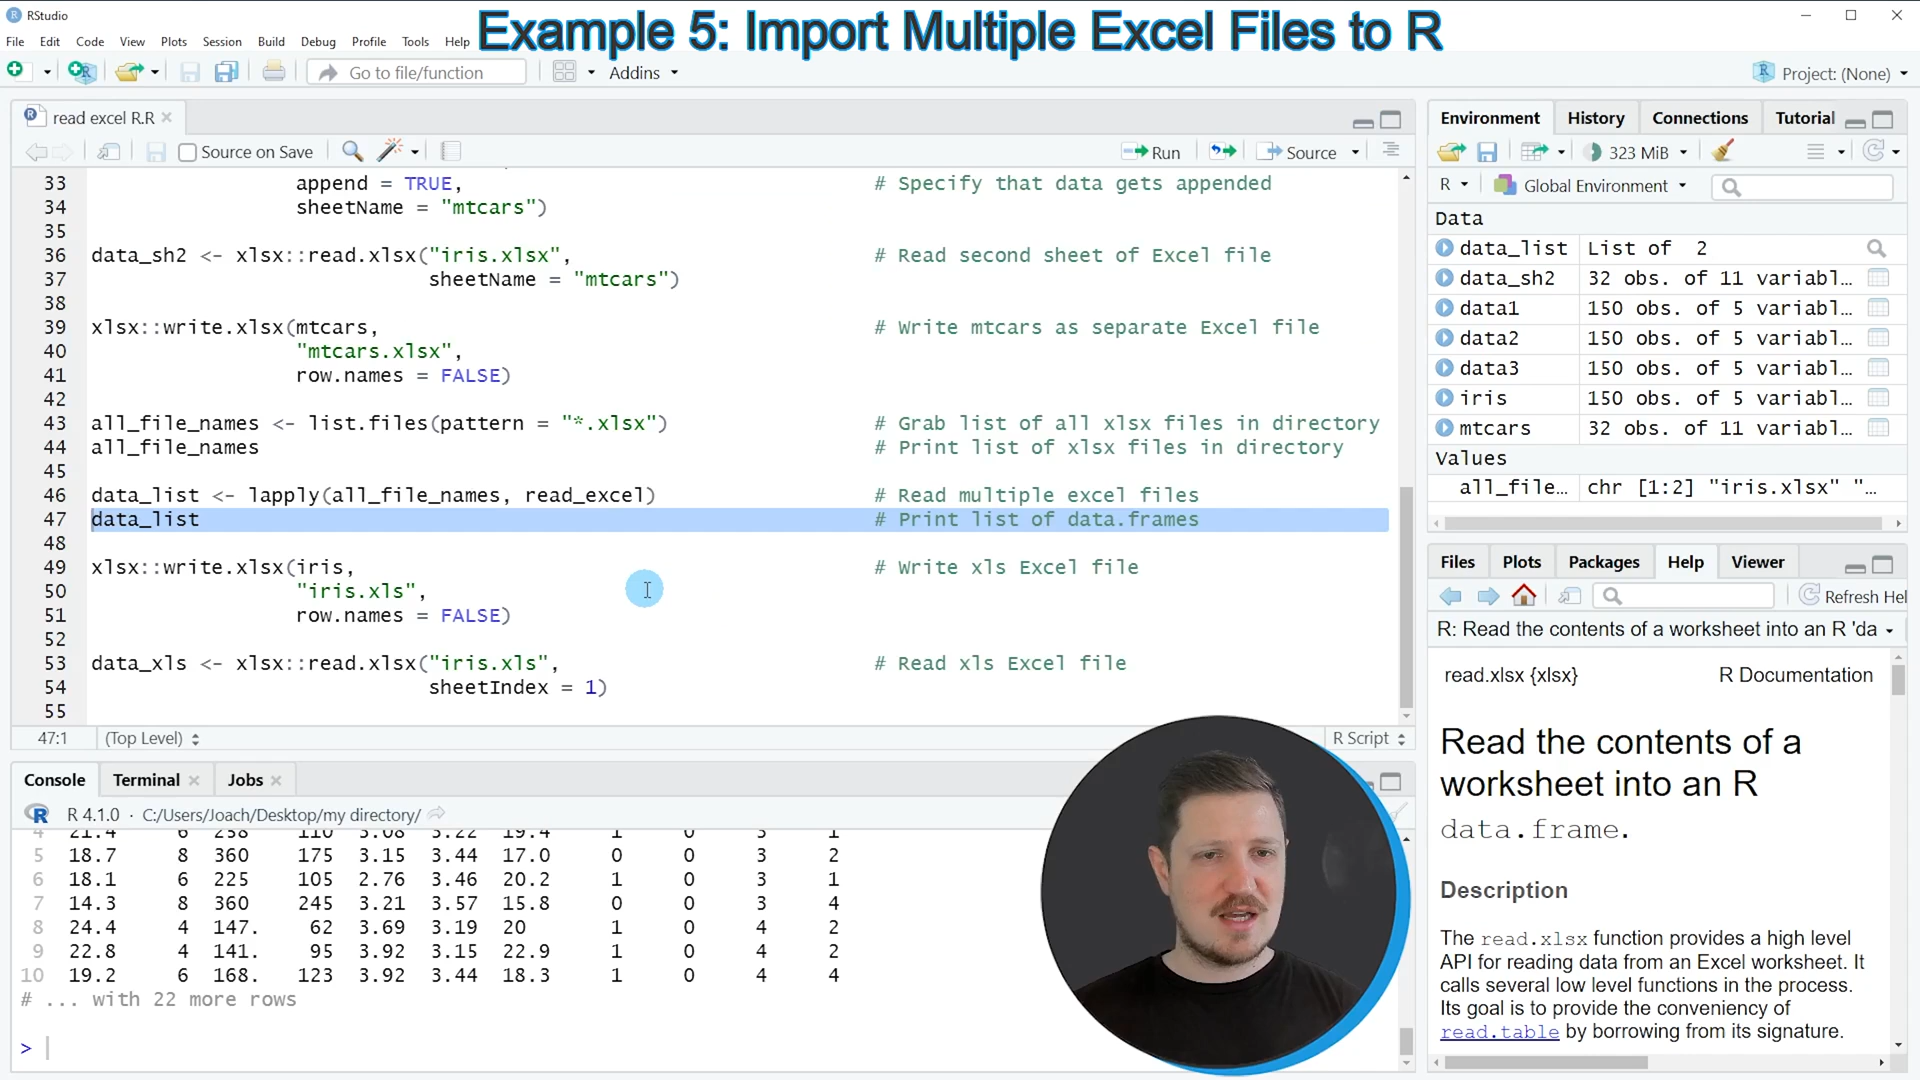 RStudio
Example 5: Import Multiple Excel Files to R
File Edit Code View Plots Session Build Debug Profile Tools Help
Go to file/function
Addins
Project: (None)
read excel R.R
Source on Save
Run
Source
33 append = TRUE, # Specify that data gets appended
34 sheetName = "mtcars")
35
36 data_sh2 <- xlsx::read.xlsx("iris.xlsx", # Read second sheet of Excel file
37 sheetName = "mtcars")
38
39 xlsx::write.xlsx(mtcars, # Write mtcars as separate Excel file
40 "mtcars.xlsx",
41 row.names = FALSE)
42
43 all_file_names <- list.files(pattern = "*.xlsx") # Grab list of all xlsx files in directory
44 all_file_names # Print list of xlsx files in directory
45
46 data_list <- lapply(all_file_names, read_excel) # Read multiple excel files
47 data_list # Print list of data.frames
48
49 xlsx::write.xlsx(iris, # Write xls Excel file
50 "iris.xls",
51 row.names = FALSE)
52
53 data_xls <- xlsx::read.xlsx("iris.xls", # Read xls Excel file
54 sheetIndex = 1)
55
47:1 (Top Level) R Script
Console Terminal Jobs
R 4.1.0 · C:/Users/Joach/Desktop/my directory/
4 21.4 6 258 110 3.08 3.22 19.4 1 0 3 1
5 18.7 8 360 175 3.15 3.44 17.0 0 0 3 2
6 18.1 6 225 105 2.76 3.46 20.2 1 0 3 1
7 14.3 8 360 245 3.21 3.57 15.8 0 0 3 4
8 24.4 4 147. 62 3.69 3.19 20 1 0 4 2
9 22.8 4 141. 95 3.92 3.15 22.9 1 0 4 2
10 19.2 6 168. 123 3.92 3.44 18.3 1 0 4 4
# ... with 22 more rows
>
Environment History Connections Tutorial
323 MiB
R Global Environment
Data
data_list List of 2
data_sh2 32 obs. of 11 variabl…
data1 150 obs. of 5 variabl…
data2 150 obs. of 5 variabl…
data3 150 obs. of 5 variabl…
iris 150 obs. of 5 variabl…
mtcars 32 obs. of 11 variabl…
Values
all_file… chr [1:2] "iris.xlsx" "…
Files Plots Packages Help Viewer
Refresh Hel
R: Read the contents of a worksheet into an R 'da
read.xlsx {xlsx} R Documentation
Read the contents of a
worksheet into an R
data.frame.
Description
The read.xlsx function provides a high level
API for reading data from an Excel worksheet. It
calls several low level functions in the process.
Its goal is to provide the conveniency of
read.table by borrowing from its signature.